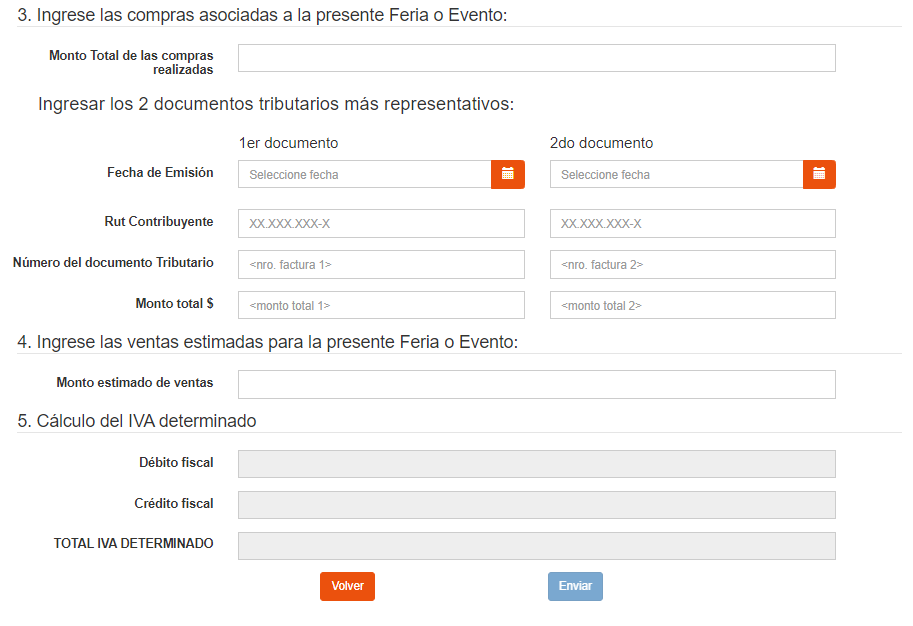 3. Ingrese las compras asociadas a la presente Feria o Evento:
Monto Total de las compras
realizadas
Ingresar los 2 documentos tributarios más representativos:
1er documento 2do documento
Fecha de Emisión Seleccione fecha Seleccione fecha
Rut Contribuyente XX.XXX.XXX-X XX.XXX.XXX-X
Número del documento Tributario <nro. factura 1> <nro. factura 2>
Monto total $ <monto total 1> <monto total 2>
4. Ingrese las ventas estimadas para la presente Feria o Evento:
Monto estimado de ventas
5. Cálculo del IVA determinado
Débito fiscal
Crédito fiscal
TOTAL IVA DETERMINADO
Volver Enviar